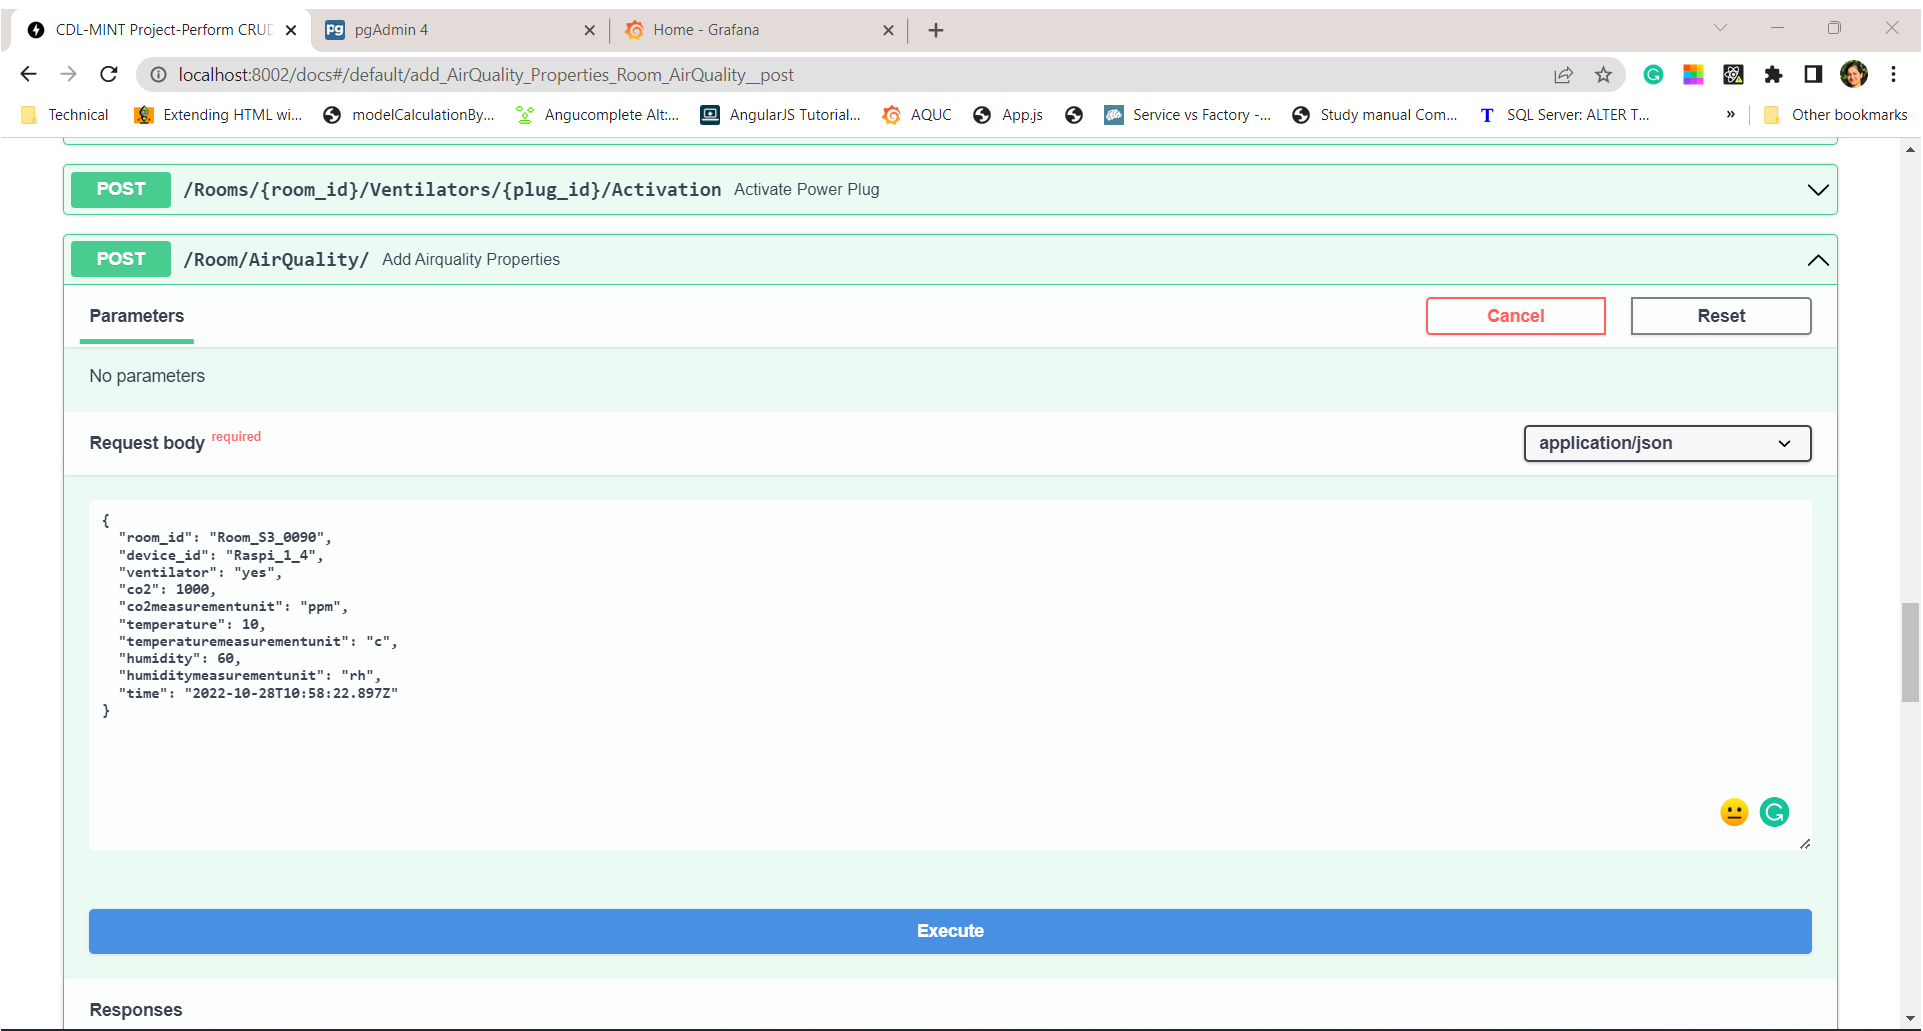 CDL-MINT Project-Perform CRUD
pgAdmin 4
Home - Grafana
localhost:8002/docs#/default/add_AirQuality_Properties_Room_AirQuality__post
Technical
Extending HTML wi...
modelCalculationBy...
Angucomplete Alt:...
AngularJS Tutorial...
AQUC
App.js
Service vs Factory -...
Study manual Com...
SQL Server: ALTER T...
»
Other bookmarks
POST /Rooms/{room_id}/Ventilators/{plug_id}/Activation Activate Power Plug
POST /Room/AirQuality/ Add Airquality Properties
Parameters
Cancel
Reset
No parameters
Request body required
application/json
{
"room_id": "Room_S3_0090",
"device_id": "Raspi_1_4",
"ventilator": "yes",
"co2": 1000,
"co2measurementunit": "ppm",
"temperature": 10,
"temperaturemeasurementunit": "c",
"humidity": 60,
"humiditymeasurementunit": "rh",
"time": "2022-10-28T10:58:22.897Z"
}
Execute
Responses